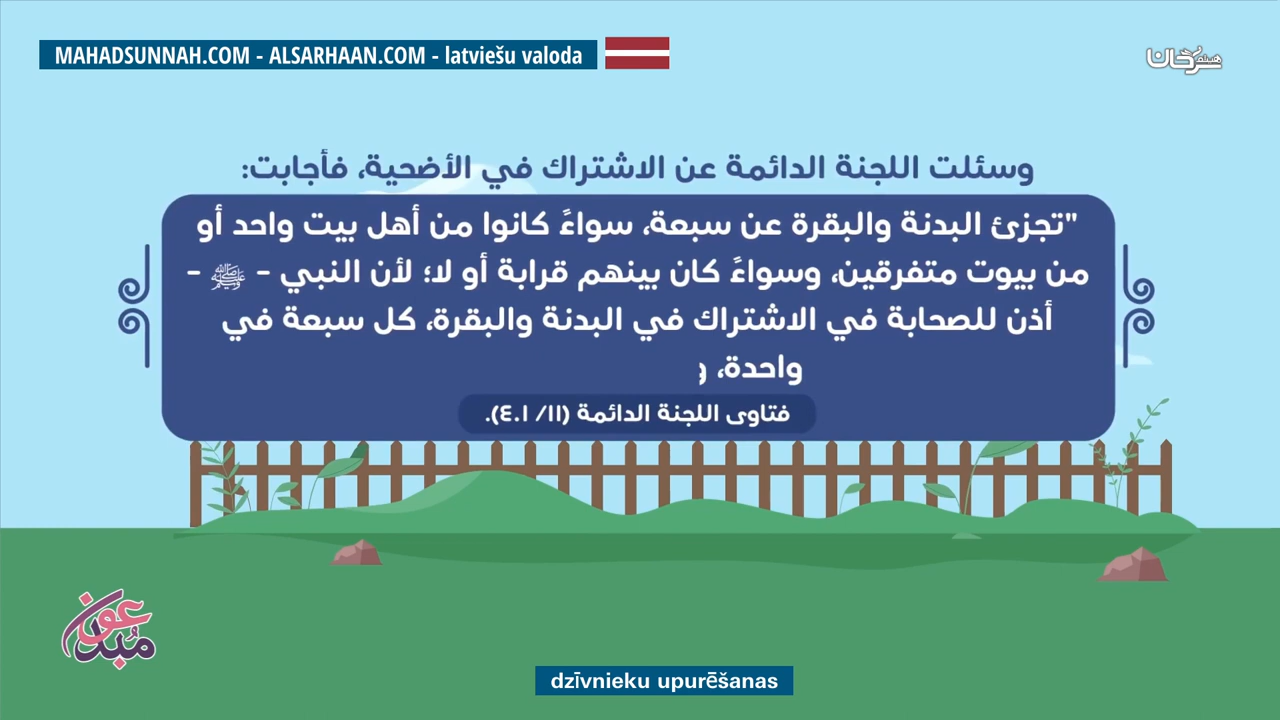 MAHADSUNNAH.COM - ALSARHAAN.COM - latviešu valoda
هيثم سرحان
وسئلت اللجنة الدائمة عن الاشتراك في الأضحية، فأجابت:
"تجزئ البدنة والبقرة عن سبعة، سواءً كانوا من أهل بيت واحد أو
من بيوت متفرقين، وسواءً كان بينهم قرابة أو لا؛ لأن النبي - ﷺ -
أذن للصحابة في الاشتراك في البدنة والبقرة، كل سبعة في
واحدة، و
فتاوى اللجنة الدائمة (١١/ ٤٠١).
مُبدعون
dzīvnieku upurēšanas